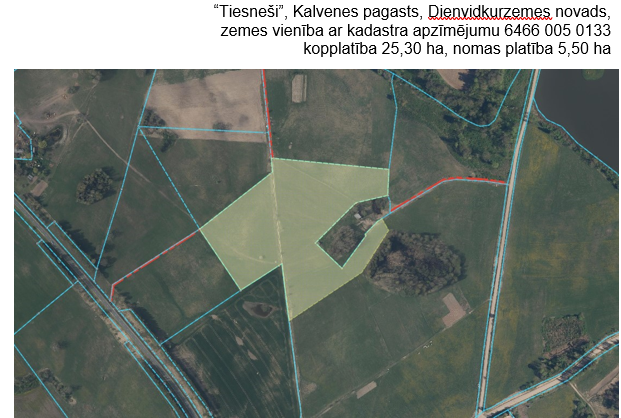 “Tiesneši”, Kalvenes pagasts, Dienvidkurzemes novads,
zemes vienība ar kadastra apzīmējumu 6466 005 0133
kopplatība 25,30 ha, nomas platība 5,50 ha